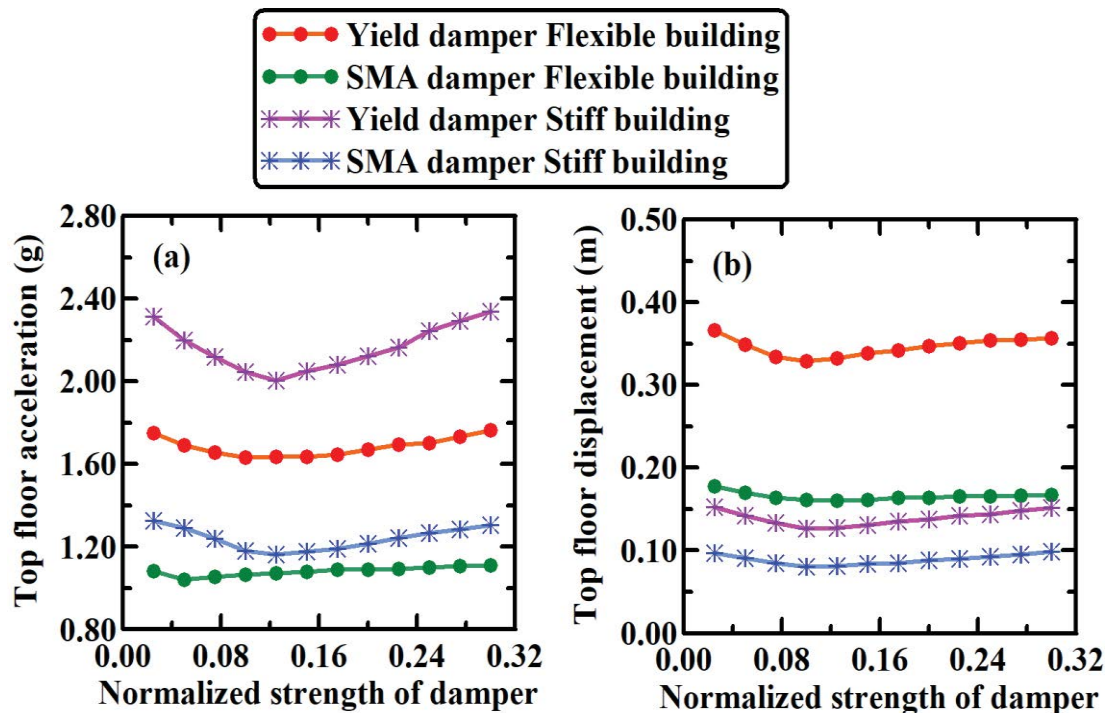 Yield damper Flexible building
SMA damper Flexible building
Yield damper Stiff building
SMA damper Stiff building
2.80
2.40
2.00
1.60
1.20
0.80
Top floor acceleration (g)
(a)
0.00 0.08 0.16 0.24 0.32
Normalized strength of damper
0.50
0.40
0.30
0.20
0.10
0.00
Top floor displacement (m)
(b)
0.00 0.08 0.16 0.24 0.32
Normalized strength of damper